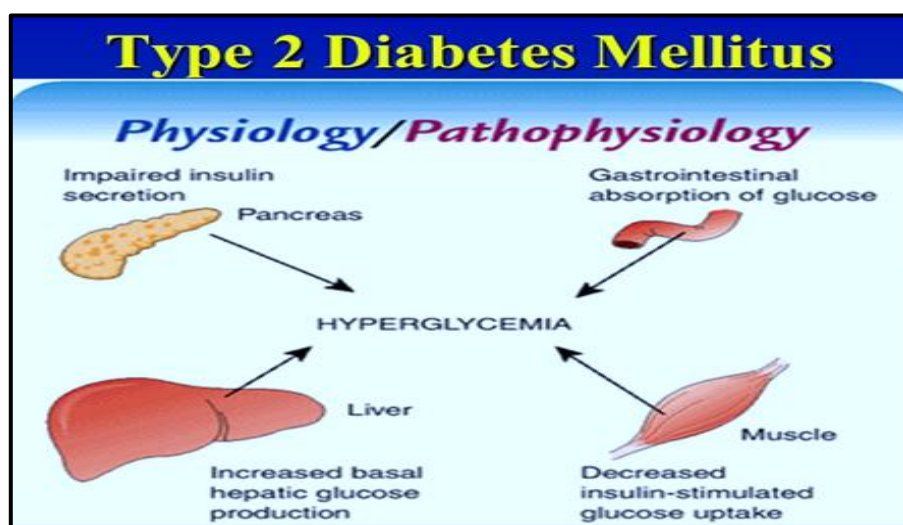 Type 2 Diabetes Mellitus
Physiology/Pathophysiology
Impaired insulin
secretion
Pancreas
Gastrointestinal
absorption of glucose
HYPERGLYCEMIA
Liver
Increased basal
hepatic glucose
production
Muscle
Decreased
insulin-stimulated
glucose uptake